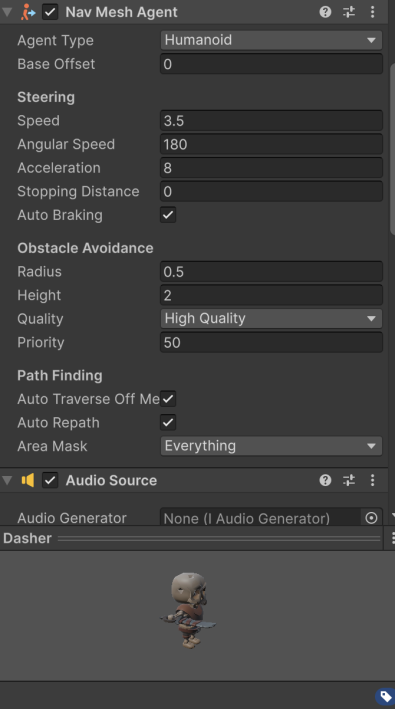 Nav Mesh Agent
Agent Type Humanoid
Base Offset 0
Steering
Speed 3.5
Angular Speed 180
Acceleration 8
Stopping Distance 0
Auto Braking
Obstacle Avoidance
Radius 0.5
Height 2
Quality High Quality
Priority 50
Path Finding
Auto Traverse Off Me
Auto Repath
Area Mask Everything
Audio Source
Audio Generator None (I Audio Generator)
Dasher